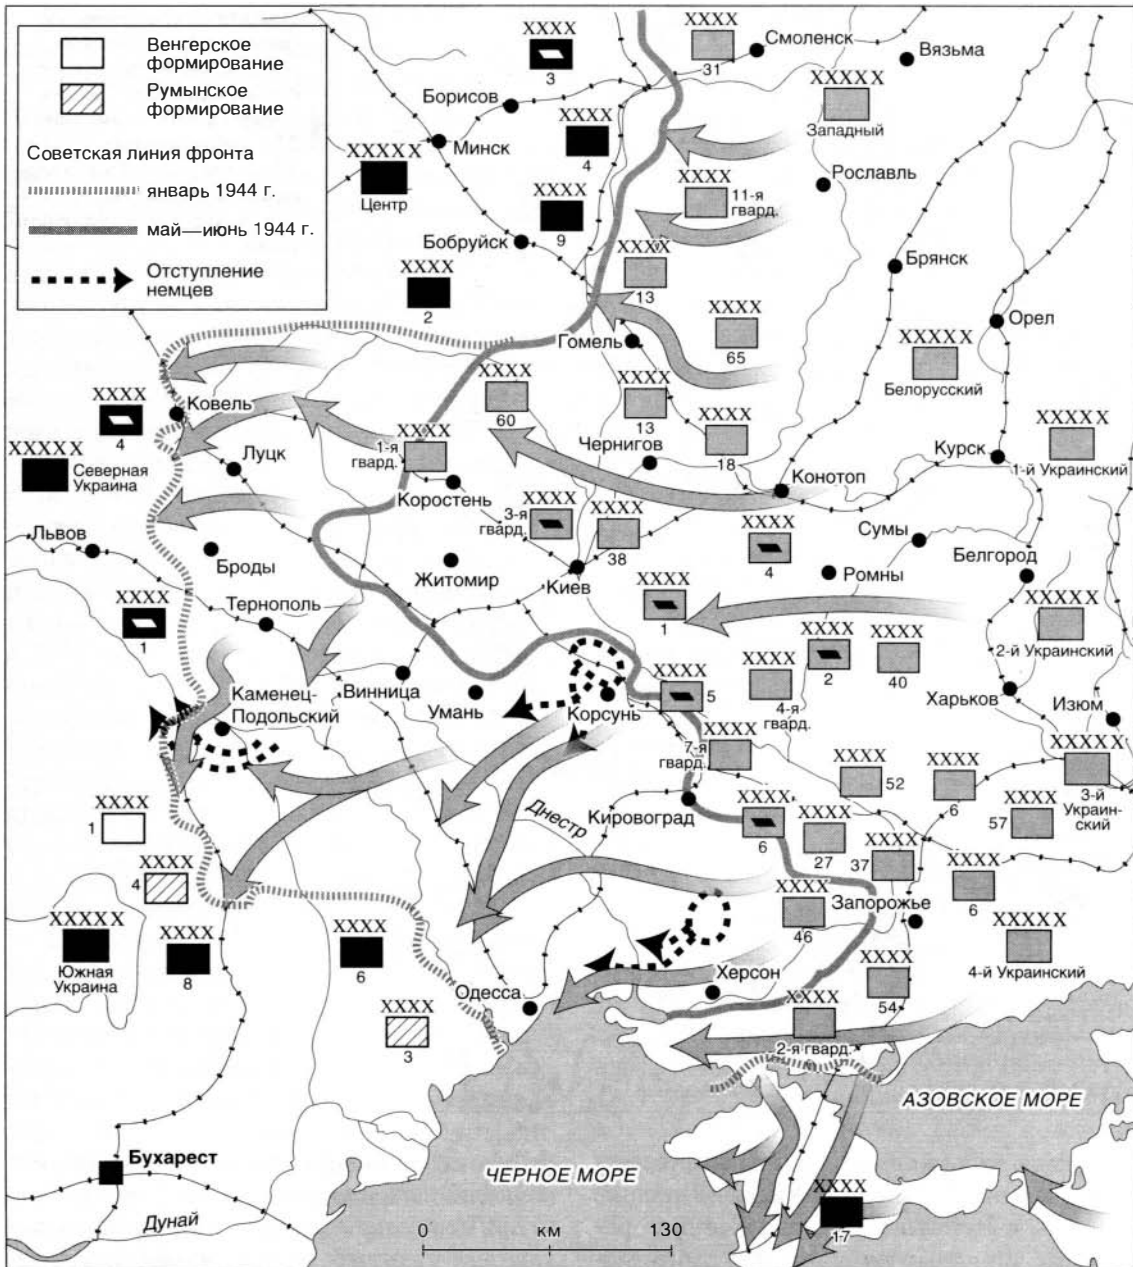 Венгерское
формирование
Румынское
формирование
Советская линия фронта
январь 1944 г.
май—июнь 1944 г.
Отступление
немцев
XXXX
3
XXXX
31
Смоленск
Вязьма
Борисов
XXXXX
Западный
Минск
XXXX
4
XXXXX
Центр
Рославль
XXXX
11-я
гвард.
XXXX
9
Бобруйск
XXXX
13
Брянск
XXXX
2
Гомель
XXXX
65
Орел
XXXXX
Белорусский
XXXX
60
XXXX
13
XXXX
4
Ковель
XXXX
1-я
гвард.
Чернигов
XXXX
18
Курск
XXXXX
1-й Украинский
XXXXX
Северная
Украина
Луцк
Коростень
Конотоп
XXXX
3-я
гвард.
XXXX
38
XXXX
4
Сумы
Белгород
Львов
Броды
Житомир
Киев
Ромны
Тернополь
XXXX
1
XXXX
1
XXXXX
2-й Украинский
XXXX
2
XXXX
40
Каменец-
Подольский
Винница
Умань
Корсунь
XXXX
5
XXXX
4-я
гвард.
Харьков
Изюм
XXXX
7-я
гвард.
XXXX
52
XXXX
6
XXXXX
3-й
Украин-
ский
XXXX
1
Днестр
Кировоград
XXXX
6
XXXX
27
XXXX
37
XXXX
57
XXXX
4
XXXX
46
Запорожье
XXXX
6
XXXXX
Южная
Украина
XXXX
8
XXXX
6
XXXXX
4-й Украинский
Одесса
Херсон
XXXX
54
XXXX
3
XXXX
2-я гвард.
АЗОВСКОЕ МОРЕ
Бухарест
ЧЕРНОЕ МОРЕ
XXXX
17
Дунай
0 км 130